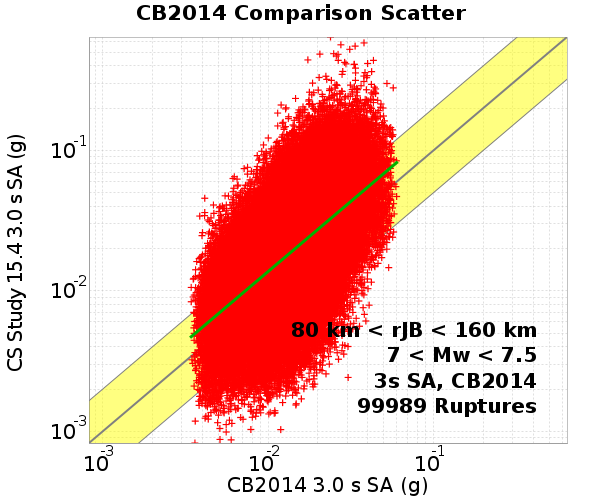 CB2014 Comparison Scatter
CS Study 15.4 3.0 s SA (g)
10-1
10-2
10-3
80 km < rJB < 160 km
7 < Mw < 7.5
3s SA, CB2014
99989 Ruptures
10-3 10-2 10-1
CB2014 3.0 s SA (g)